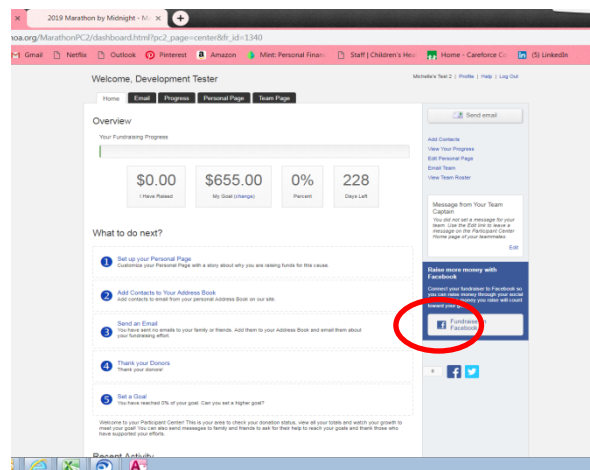 2019 Marathon by Midnight - M
hoa.org/MarathonPC2/dashboard.html?pc2_page=center&fr_id=1340
Gmail Netflix Outlook Pinterest Amazon Mint: Personal Financ Staff | Children's Hea Home - Careforce Co (5) LinkedIn
Welcome, Development Tester
Michelle's Test 2 | Profile | Help | Log Out
Home Email Progress Personal Page Team Page
Overview
Your Fundraising Progress
$0.00
I Have Raised
$655.00
My Goal (change)
0%
Percent
228
Days Left
What to do next?
1 Set up your Personal Page
Customize your Personal Page with a story about why you are raising funds for this cause.
2 Add Contacts to Your Address Book
Add contacts to email from your personal Address Book on our site.
3 Send an Email
You have sent no emails to your family or friends. Add them to your Address Book and email them about
your fundraising effort.
4 Thank your Donors
Thank your donors!
5 Set a Goal
You have reached 0% of your goal. Can you set a higher goal?
Welcome to your Participant Center! This is your area to check your donation status, view all your totals and watch your growth to
meet your goal! You can also send messages to family and friends to ask for their help to reach your goals and thank those who
have supported your efforts.
Recent Activity
Send email
Add Contacts
View Your Progress
Edit Personal Page
Email Team
View Team Roster
Message from Your Team
Captain
You did not set a message for your
team. Use the Edit link to leave a
message on the Participant Center
Home page of your teammates.
Edit
Raise more money with
Facebook
Connect your fundraiser to Facebook so
you can raise money through your social
money you raise will count
toward your
Fundraise
Facebook